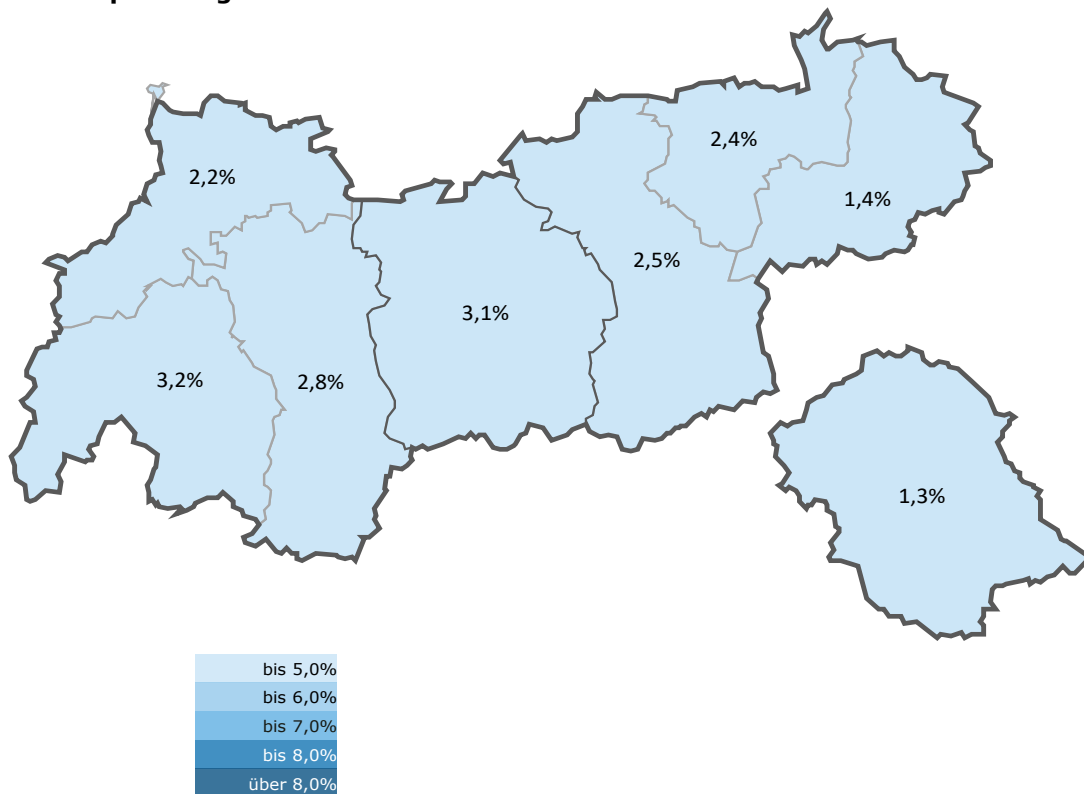 2,4%
2,2%
1,4%
2,5%
3,1%
3,2%
2,8%
1,3%
bis 5,0%
bis 6,0%
bis 7,0%
bis 8,0%
über 8,0%